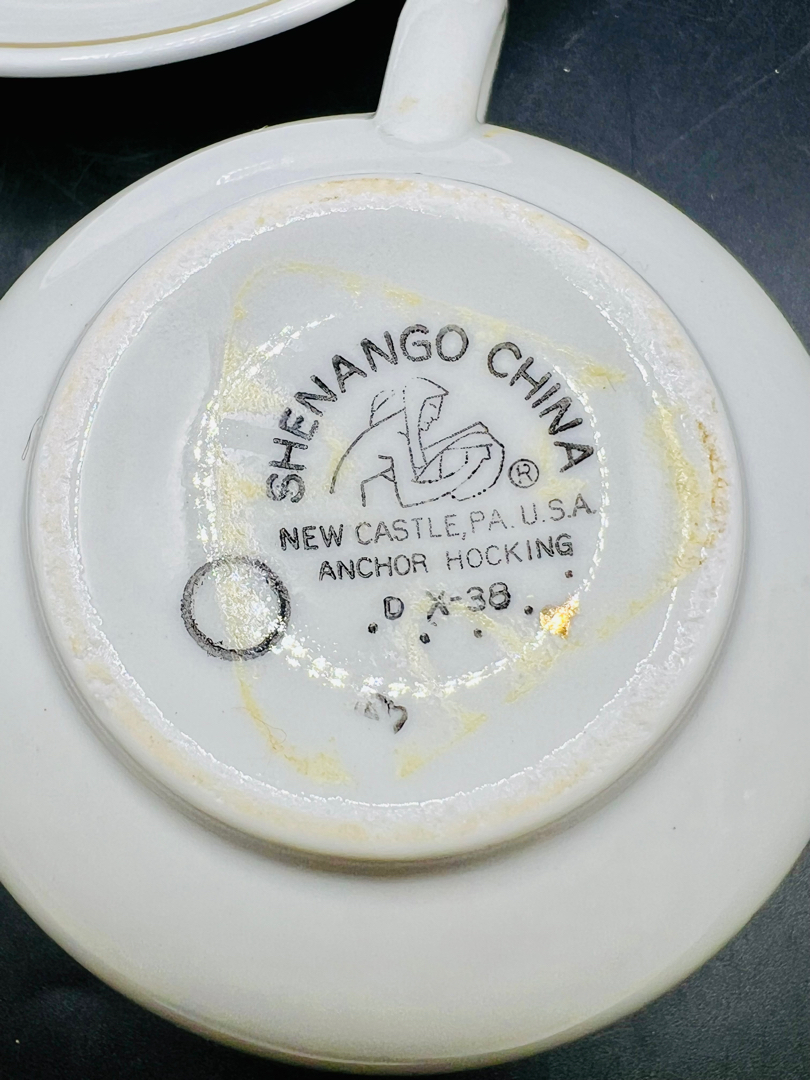 SHENANGO CHINA
®
NEW CASTLE, PA. U.S.A.
ANCHOR HOCKING
D X-38